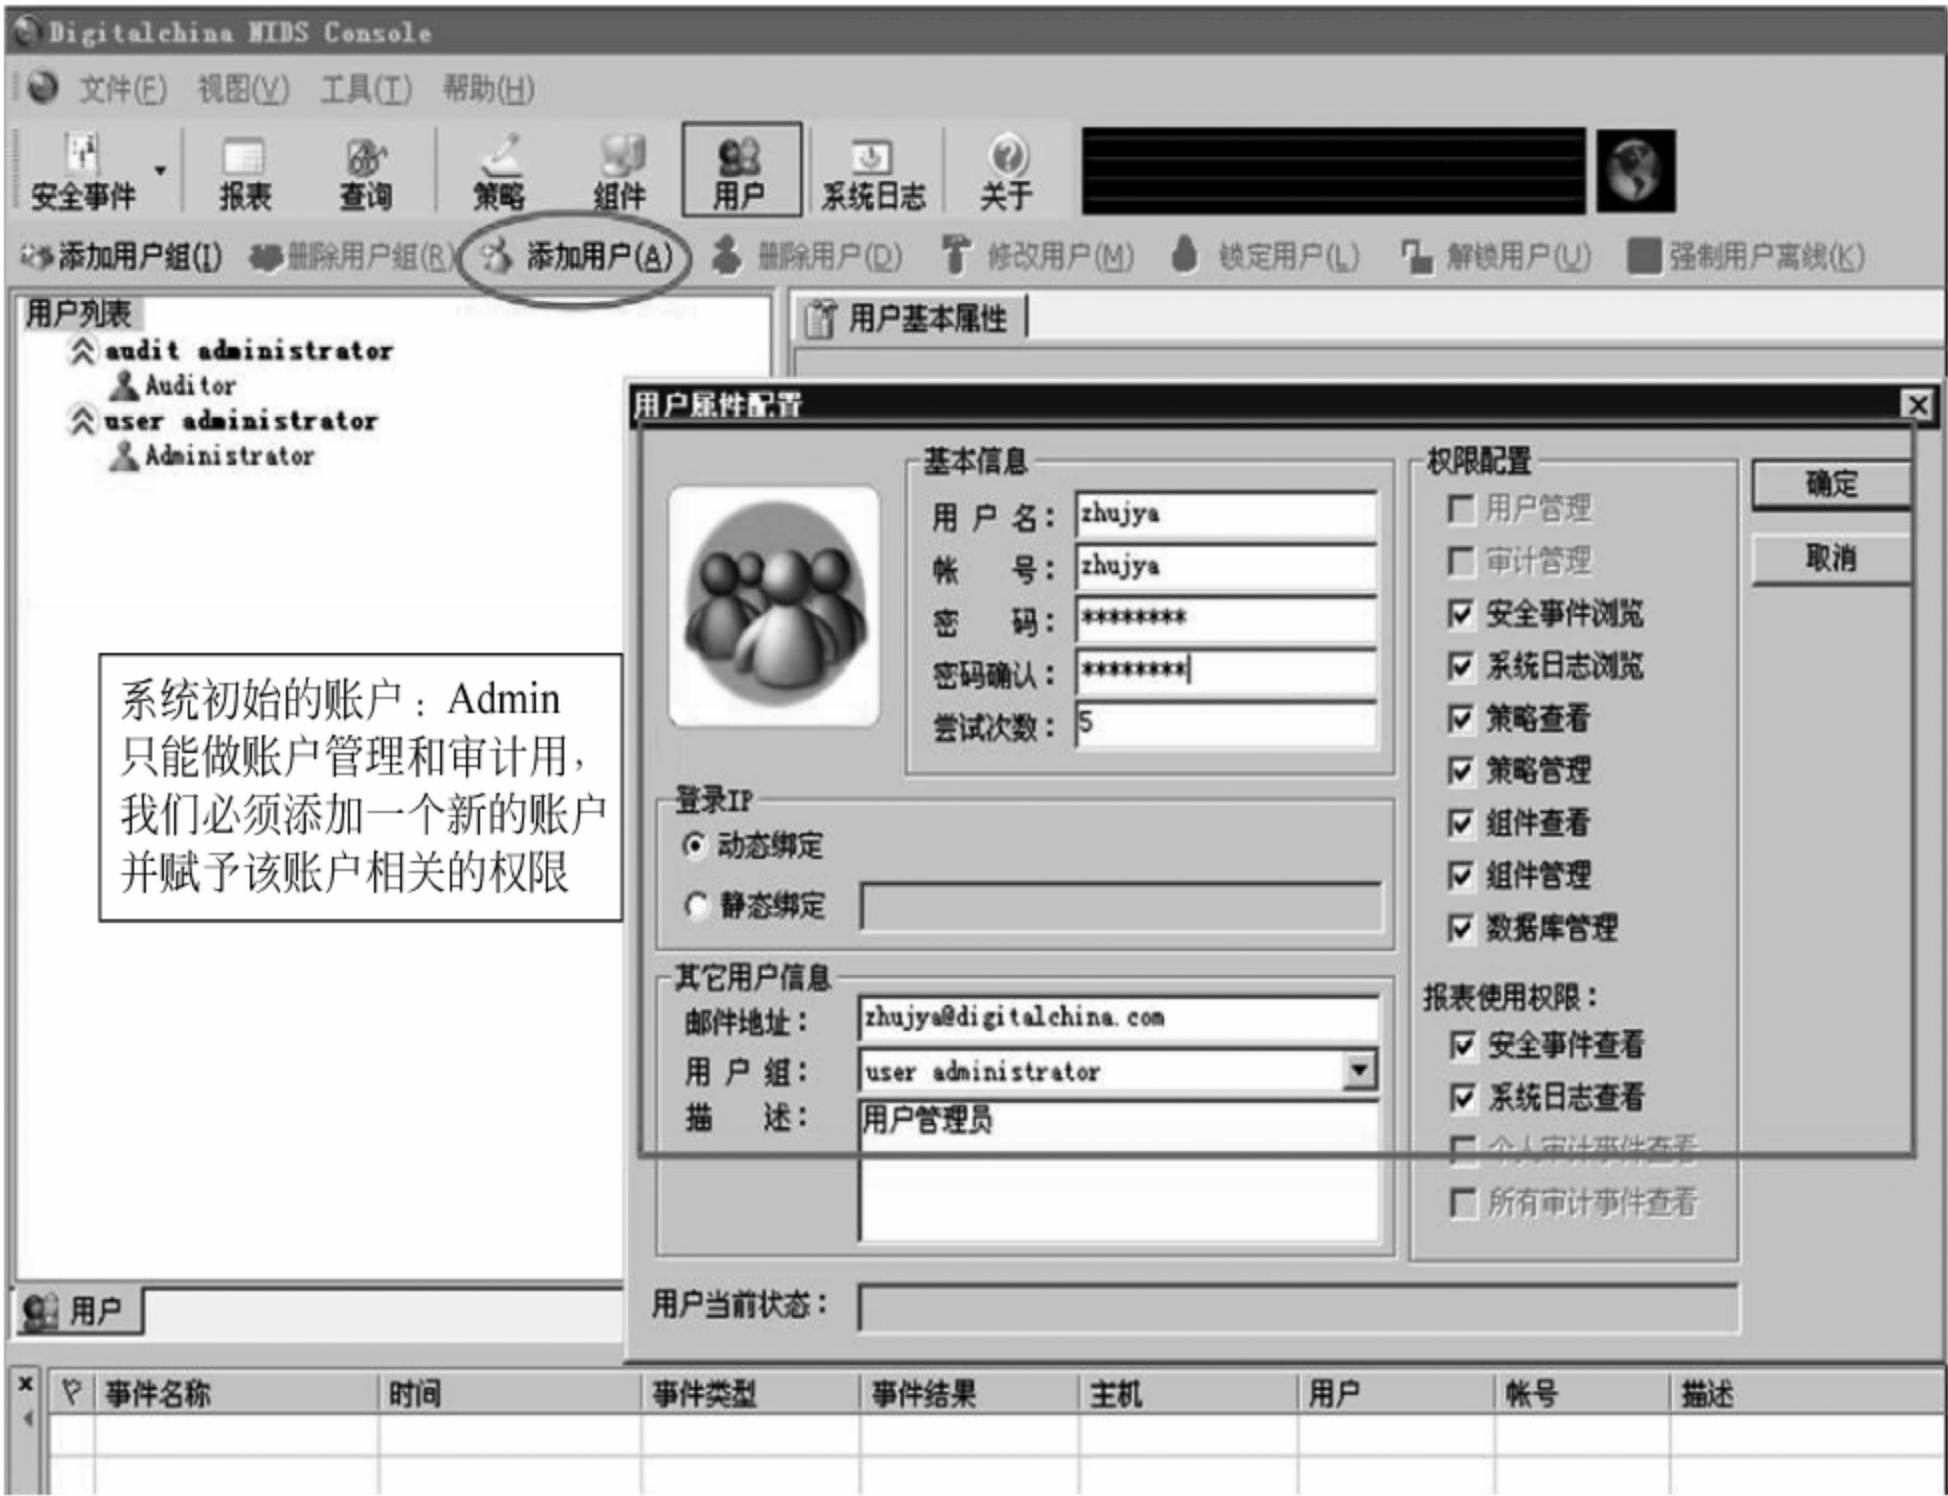 Digitalchina NIDS Console
文件(F) 视图(V) 工具(T) 帮助(H)
安全事件 报表 查询 策略 组件 用户 系统日志 关于
添加用户组(I) 删除用户组(R) 添加用户(A) 删除用户(D) 修改用户(M) 锁定用户(L) 解锁用户(U) 强制用户离线(K)
用户列表
audit administrator
Auditor
user administrator
Administrator
系统初始的账户：Admin
只能做账户管理和审计用，
我们必须添加一个新的账户
并赋予该账户相关的权限
用户
用户基本属性
用户属性配置
基本信息
用户名： zhujya
帐号： zhujya
密码： ********
密码确认： ********
尝试次数： 5
登录IP
动态绑定
静态绑定
其它用户信息
邮件地址： zhujya@digitalchina.com
用户组： user administrator
描述： 用户管理员
用户当前状态：
权限配置
用户管理
审计管理
安全事件浏览
系统日志浏览
策略查看
策略管理
组件查看
组件管理
数据库管理
报表使用权限：
安全事件查看
系统日志查看
个人审计事件查看
所有审计事件查看
确定
取消
事件名称 时间 事件类型 事件结果 主机 用户 帐号 描述